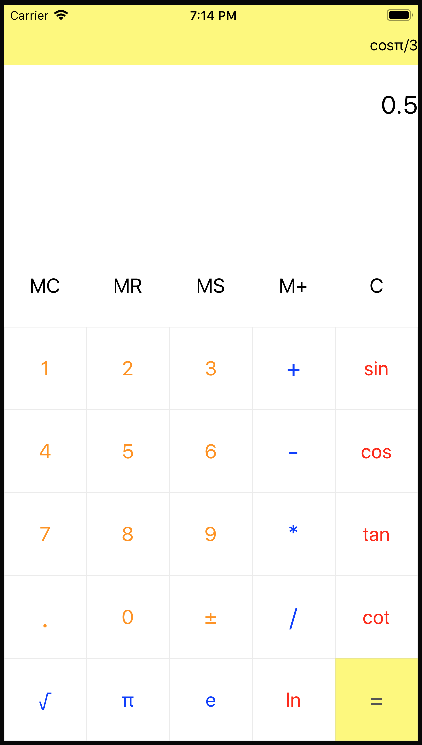 Carrier 7:14 PM
cosπ/3
0.5
MC MR MS M+ C
1 2 3 + sin
4 5 6 - cos
7 8 9 * tan
. 0 ± / cot
√ π e ln =